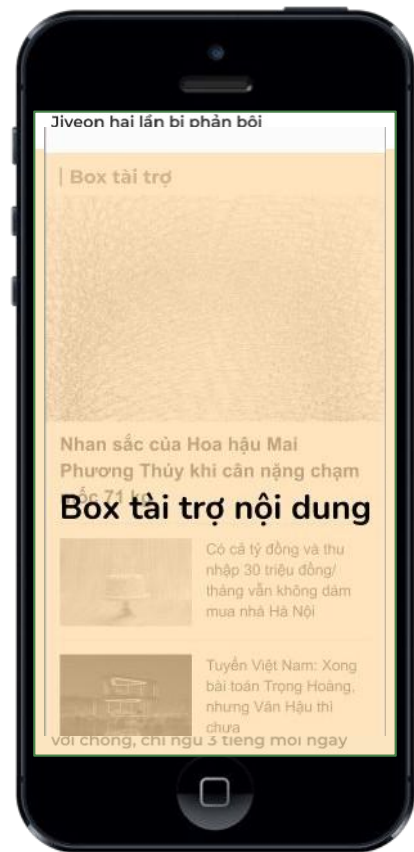 Jiyeon hai lần bị phản bội
| Box tài trợ
Nhan sắc của Hoa hậu Mai
Phương Thúy khi cân nặng chạm
mốc 71 kg
Box tài trợ nội dung
Có cả tỷ đồng và thu
nhập 30 triệu đồng/
tháng vẫn không dám
mua nhà Hà Nội
Tuyển Việt Nam: Xong
bài toán Trọng Hoàng,
nhưng Văn Hậu thì
chưa
với chồng, chỉ ngủ 3 tiếng mỗi ngày